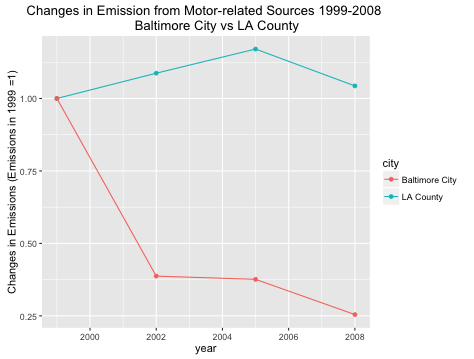 Changes in Emission from Motor-related Sources 1999-2008
Baltimore City vs LA County
Changes in Emissions (Emissions in 1999 =1)
1.00
0.75
0.50
0.25
2000
2002
2004
2006
2008
year
city
Baltimore City
LA County